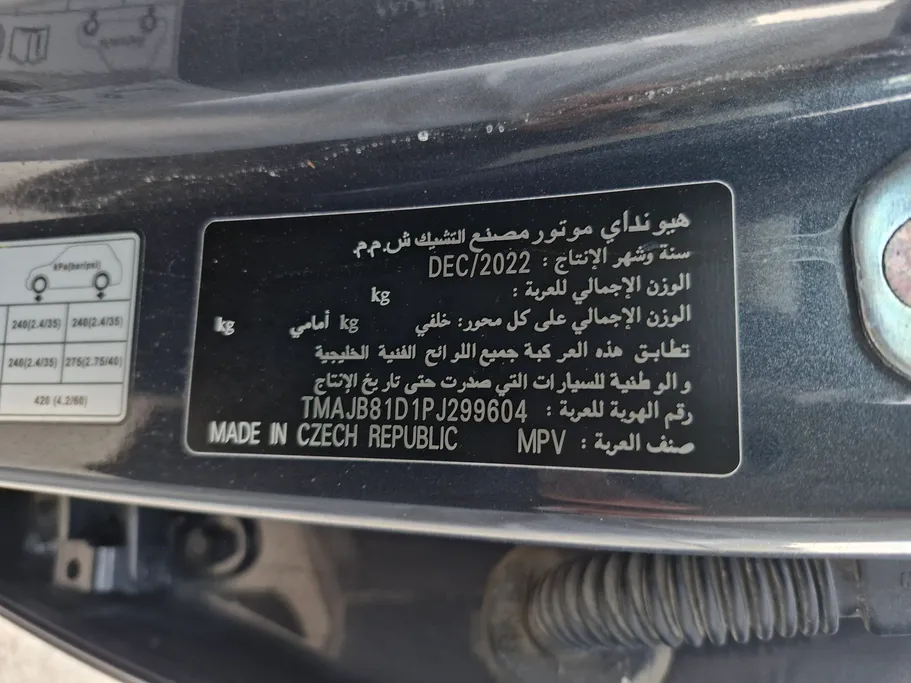 هيونداي موتور مصنع التشيك ش.م.م.
سنة وشهر الإنتاج : DEC/2022
الوزن الإجمالي للعربة : kg
الوزن الإجمالي على كل محور: خلفي kg أمامي kg
تطابق هذه المركبة جميع اللوائح الفنية الخليجية
و الوطنية للسيارات التي صدرت حتى تاريخ الإنتاج
رقم الهوية للعربة : TMAJB81D1PJ299604
صنف العربة : MPV MADE IN CZECH REPUBLIC
kPa(bar/psi)
240(2.4/35) 240(2.4/35)
240(2.4/35) 275(2.75/40)
420 (4.2/60)